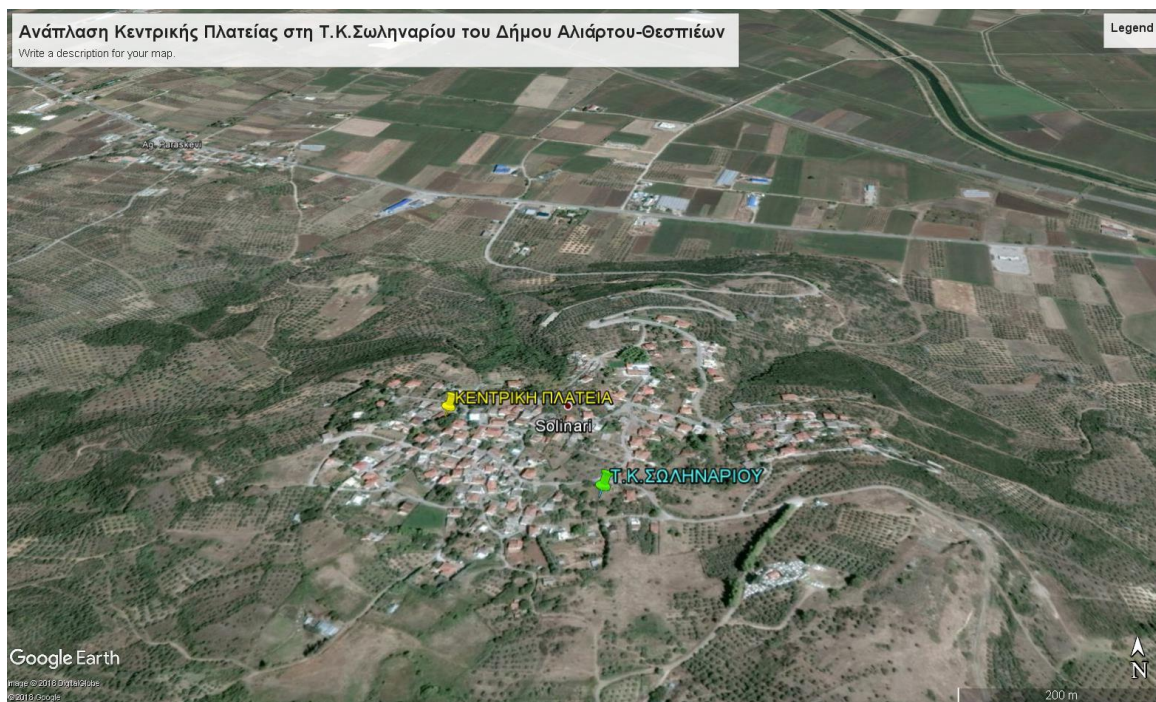 Ανάπλαση Κεντρικής Πλατείας στη Τ.Κ.Σωληναρίου του Δήμου Αλιάρτου-Θεσπιέων
Write a description for your map.
Legend
Ag. Paraskevi
ΚΕΝΤΡΙΚΗ ΠΛΑΤΕΙΑ
Solinari
Τ.Κ.ΣΩΛΗΝΑΡΙΟΥ
Google Earth
Image © 2018 DigitalGlobe
© 2018 Google
N
200 m